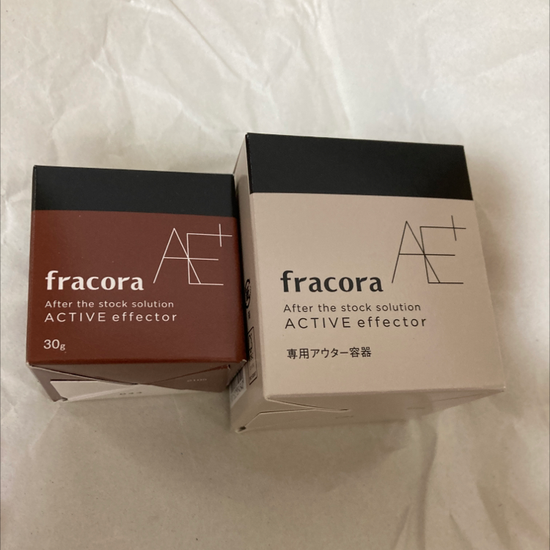 AE+
fracora
After the stock solution
ACTIVE effector
30g
AE+
fracora
After the stock solution
ACTIVE effector
専用アウター容器